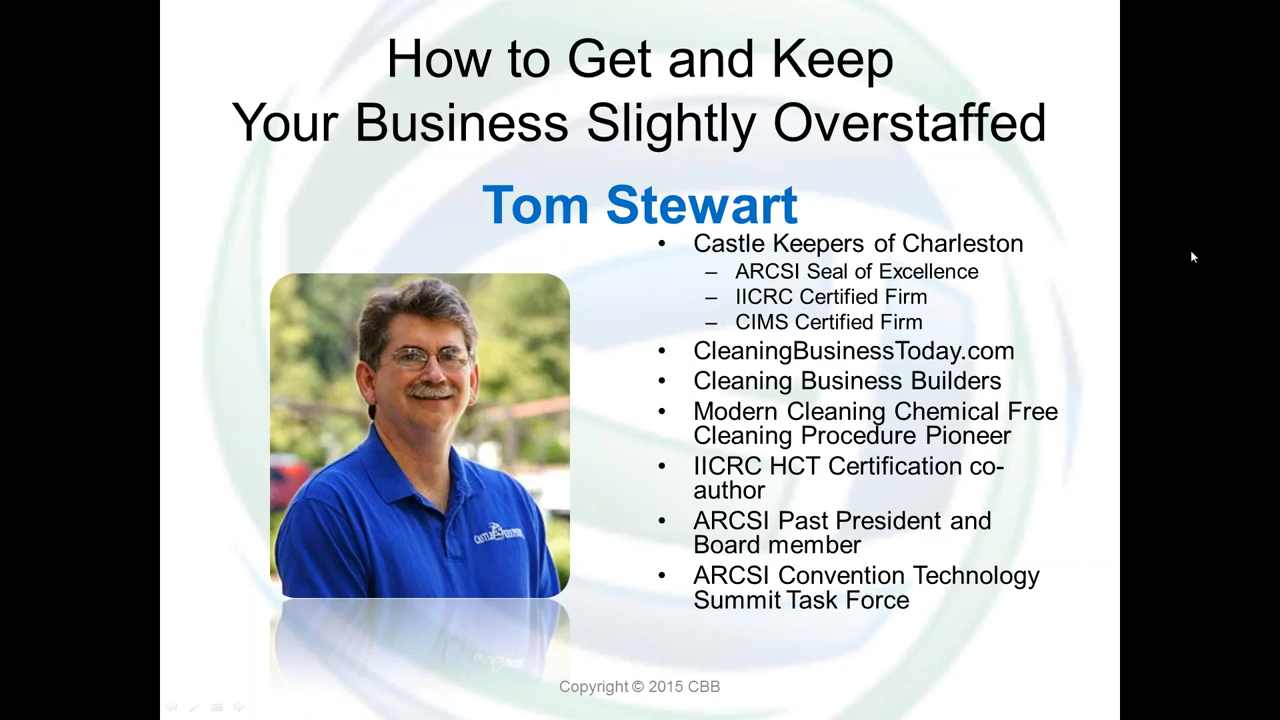 How to Get and Keep
Your Business Slightly Overstaffed
Tom Stewart
• Castle Keepers of Charleston
– ARCSI Seal of Excellence
– IICRC Certified Firm
– CIMS Certified Firm
• CleaningBusinessToday.com
• Cleaning Business Builders
• Modern Cleaning Chemical Free
Cleaning Procedure Pioneer
• IICRC HCT Certification co-
author
• ARCSI Past President and
Board member
• ARCSI Convention Technology
Summit Task Force
CASTLE KEEPERS
Copyright © 2015 CBB